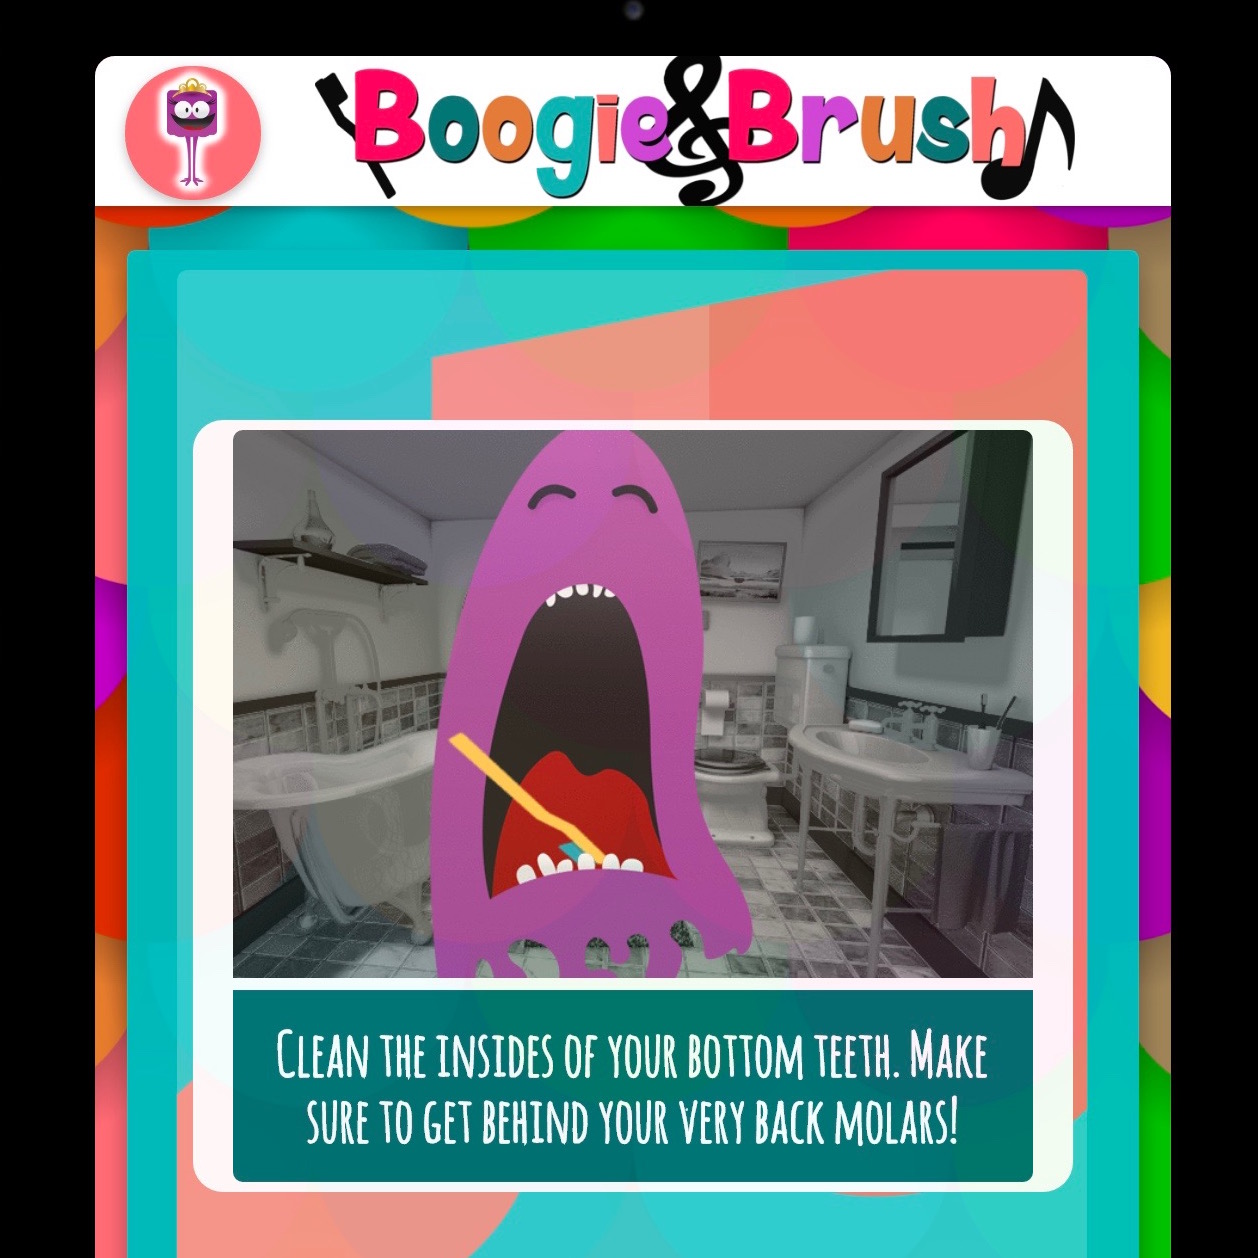 Boogie & Brush
Clean the insides of your bottom teeth. Make
sure to get behind your very back molars!